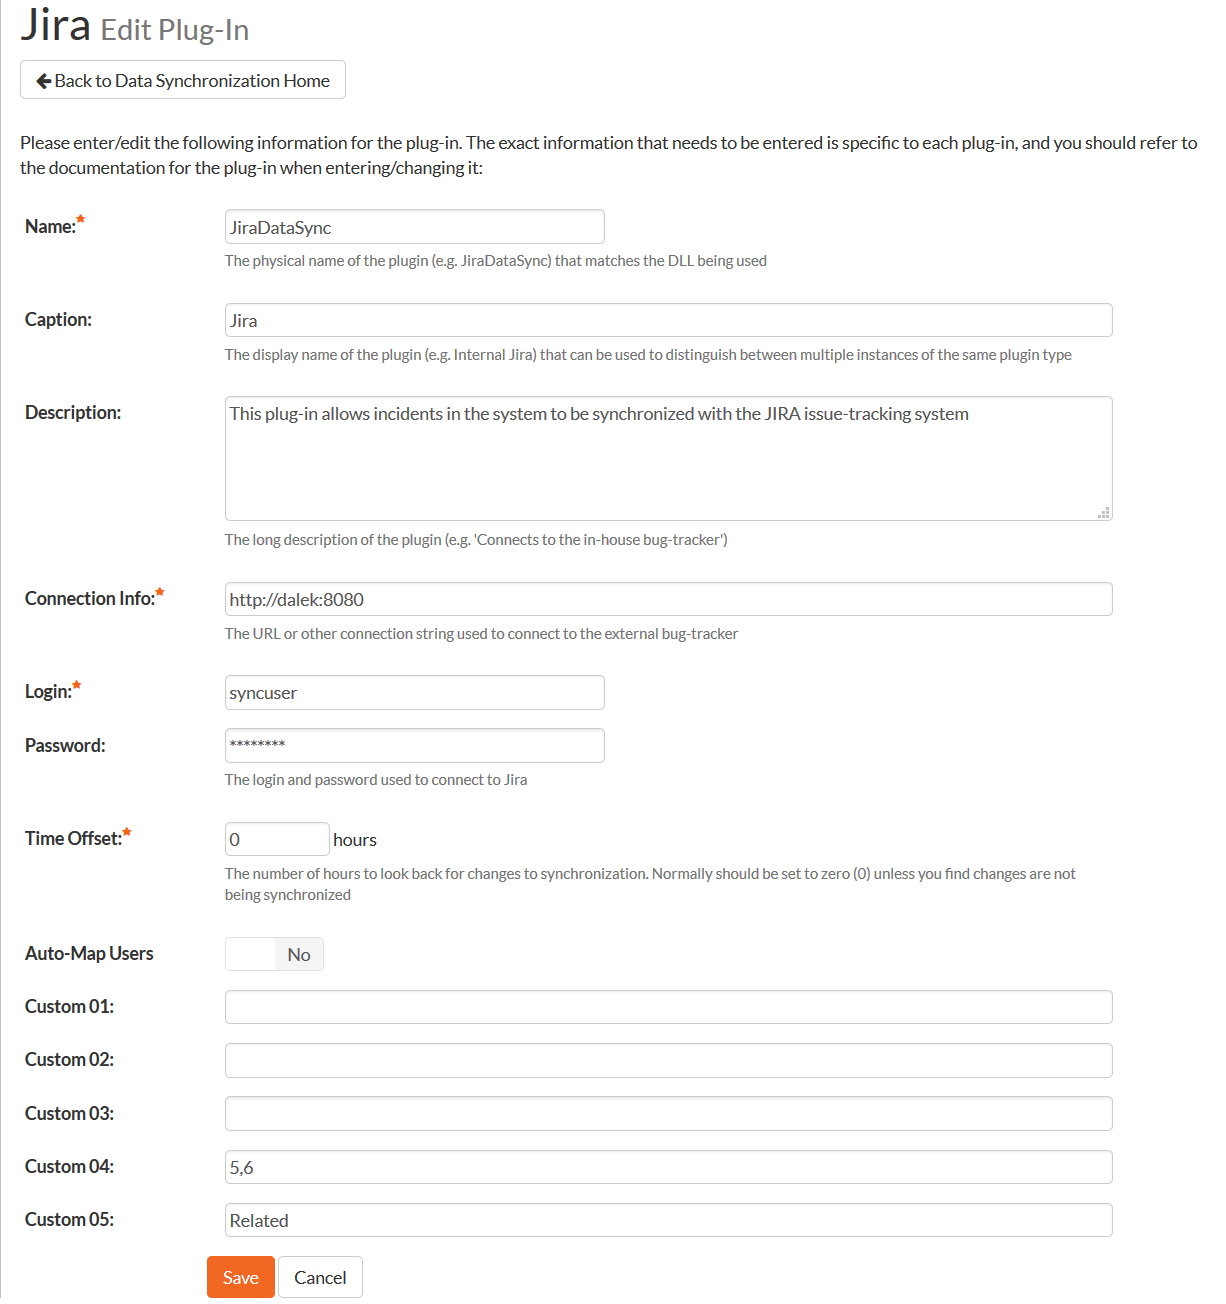 Jira Edit Plug-In
Back to Data Synchronization Home
Please enter/edit the following information for the plug-in. The exact information that needs to be entered is specific to each plug-in, and you should refer to
the documentation for the plug-in when entering/changing it:
Name:*
JiraDataSync
The physical name of the plugin (e.g. JiraDataSync) that matches the DLL being used
Caption:
Jira
The display name of the plugin (e.g. Internal Jira) that can be used to distinguish between multiple instances of the same plugin type
Description:
This plug-in allows incidents in the system to be synchronized with the JIRA issue-tracking system
The long description of the plugin (e.g. 'Connects to the in-house bug-tracker')
Connection Info:*
http://dalek:8080
The URL or other connection string used to connect to the external bug-tracker
Login:*
syncuser
Password:
********
The login and password used to connect to Jira
Time Offset:*
0 hours
The number of hours to look back for changes to synchronization. Normally should be set to zero (0) unless you find changes are not
being synchronized
Auto-Map Users
No
Custom 01:
Custom 02:
Custom 03:
Custom 04:
5,6
Custom 05:
Related
Save Cancel